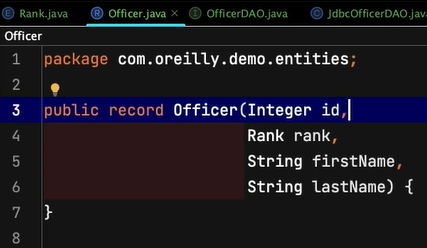 Rank.java
Officer.java
OfficerDAO.java
JdbcOfficerDAO.java
Officer
1 package com.oreilly.demo.entities;
2
3 public record Officer(Integer id,
4 Rank rank,
5 String firstName,
6 String lastName) {
7 }
8